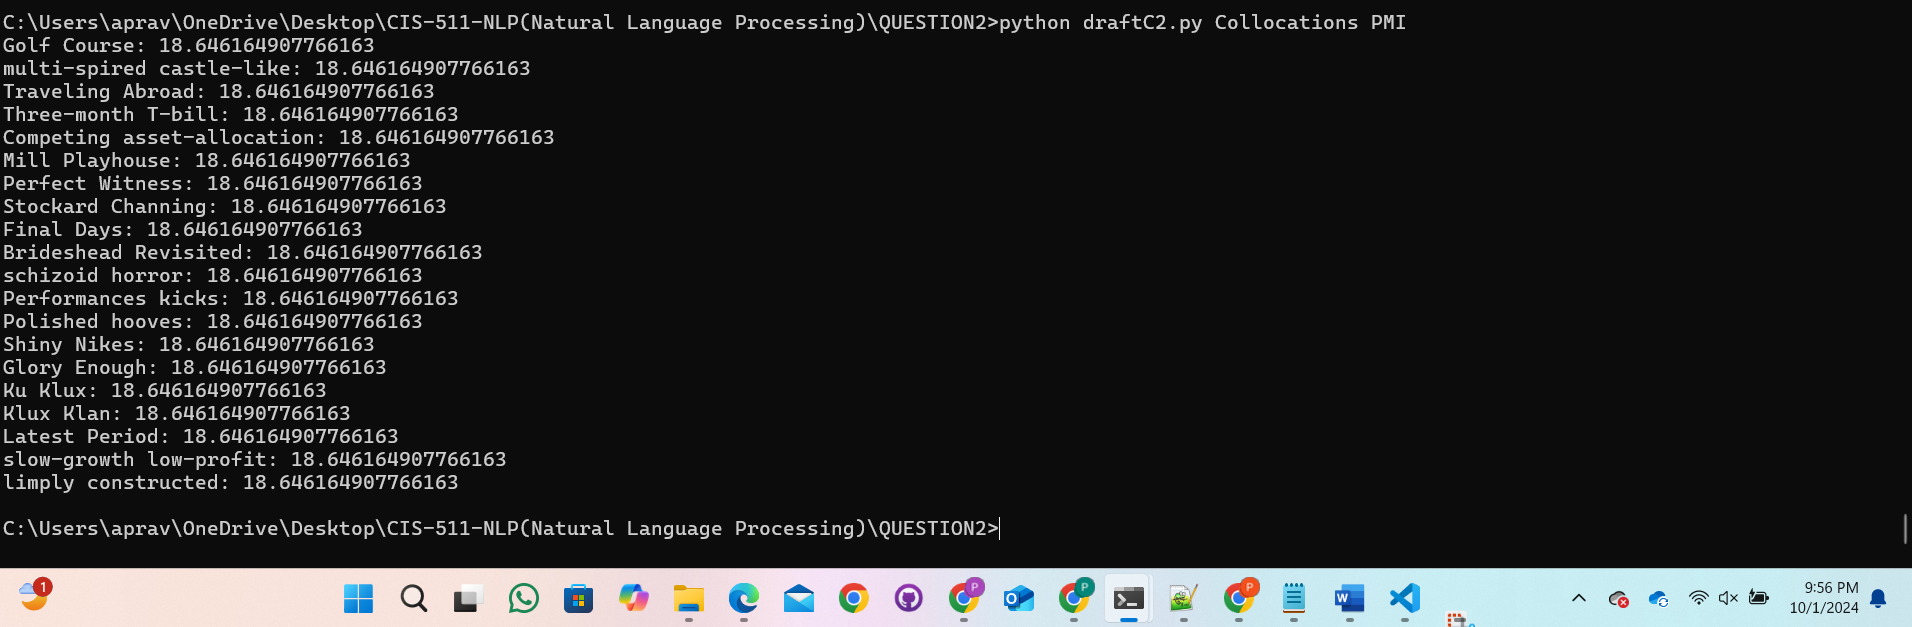 C:\Users\aprav\OneDrive\Desktop\CIS-511-NLP(Natural Language Processing)\QUESTION2>python draftC2.py Collocations PMI
Golf Course: 18.646164907766163
multi-spired castle-like: 18.646164907766163
Traveling Abroad: 18.646164907766163
Three-month T-bill: 18.646164907766163
Competing asset-allocation: 18.646164907766163
Mill Playhouse: 18.646164907766163
Perfect Witness: 18.646164907766163
Stockard Channing: 18.646164907766163
Final Days: 18.646164907766163
Brideshead Revisited: 18.646164907766163
schizoid horror: 18.646164907766163
Performances kicks: 18.646164907766163
Polished hooves: 18.646164907766163
Shiny Nikes: 18.646164907766163
Glory Enough: 18.646164907766163
Ku Klux: 18.646164907766163
Klux Klan: 18.646164907766163
Latest Period: 18.646164907766163
slow-growth low-profit: 18.646164907766163
limply constructed: 18.646164907766163
C:\Users\aprav\OneDrive\Desktop\CIS-511-NLP(Natural Language Processing)\QUESTION2>
1
P
O
P
P
W
9:56 PM
10/1/2024